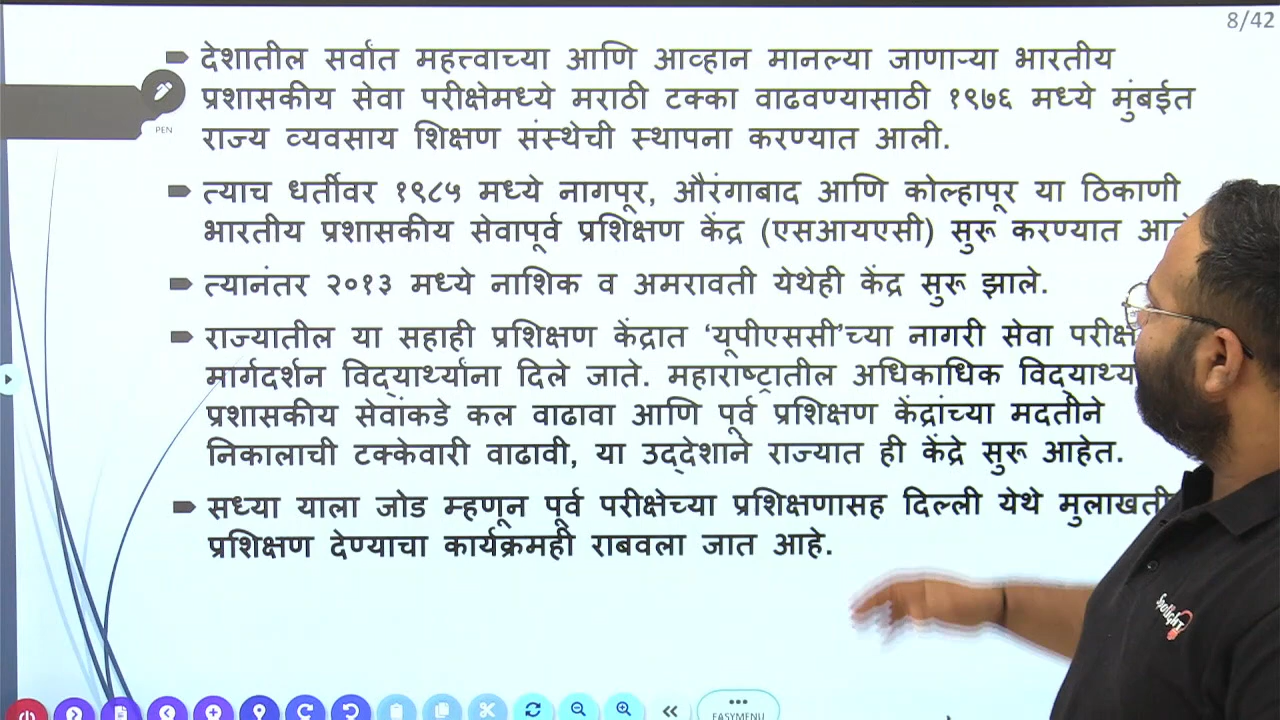 8/42
देशातील सर्वांत महत्त्वाच्या आणि आव्हान मानल्या जाणाऱ्या भारतीय
प्रशासकीय सेवा परीक्षेमध्ये मराठी टक्का वाढवण्यासाठी १९७६ मध्ये मुंबईत
PEN
राज्य व्यवसाय शिक्षण संस्थेची स्थापना करण्यात आली.
त्याच धर्तीवर १९८५ मध्ये नागपूर, औरंगाबाद आणि कोल्हापूर या ठिकाणी
भारतीय प्रशासकीय सेवापूर्व प्रशिक्षण केंद्र (एसआयएसी) सुरू करण्यात
त्यानंतर २०१३ मध्ये नाशिक व अमरावती येथेही केंद्र सुरू झाले.
राज्यातील या सहाही प्रशिक्षण केंद्रात ‘यूपीएससी’च्या नागरी सेवा
मार्गदर्शन विद्यार्थ्यांना दिले जाते. महाराष्ट्रातील अधिकाधिक
प्रशासकीय सेवांकडे कल वाढावा आणि पूर्व प्रशिक्षण केंद्रांच्या मदतीने
निकालाची टक्केवारी वाढावी, या उद्देशाने राज्यात ही केंद्रे सुरू आहेत.
सध्या याला जोड म्हणून पूर्व परीक्षेच्या प्रशिक्षणासह दिल्ली येथे
प्रशिक्षण देण्याचा कार्यक्रमही राबवला जात आहे.
Spotlight
EASYMENU